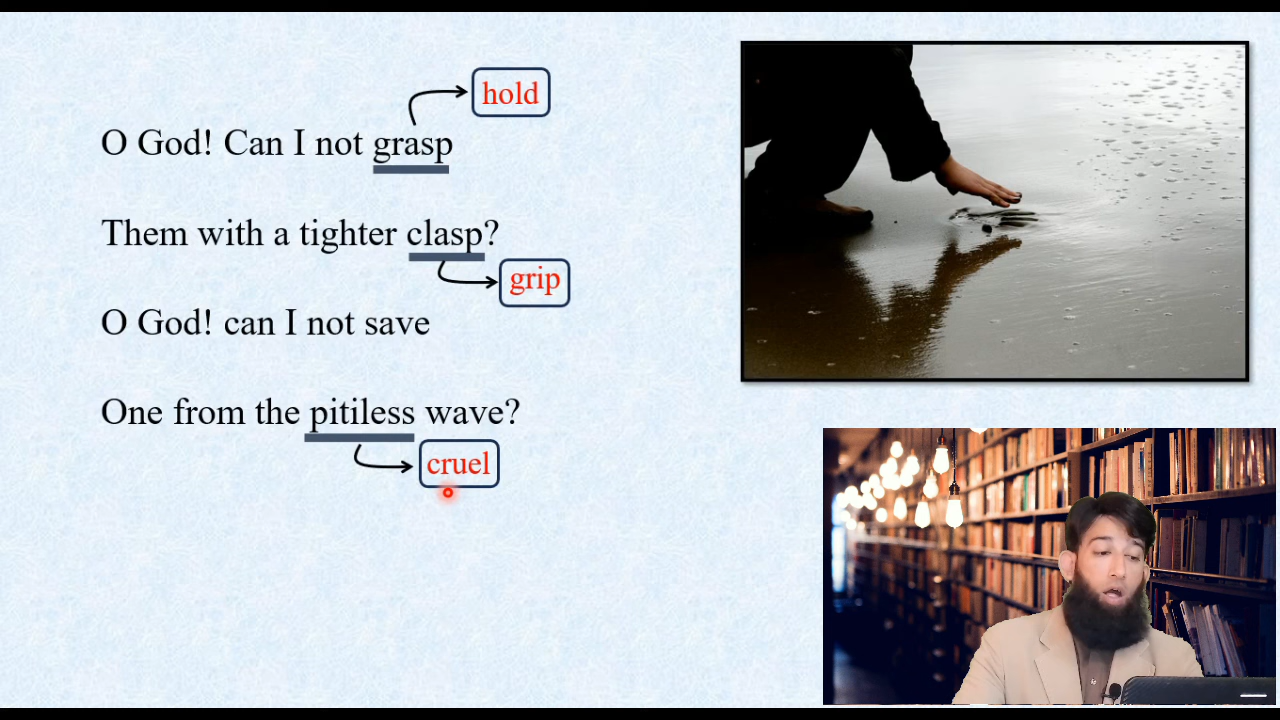 hold
O God! Can I not grasp
Them with a tighter clasp?
grip
O God! can I not save
One from the pitiless wave?
cruel